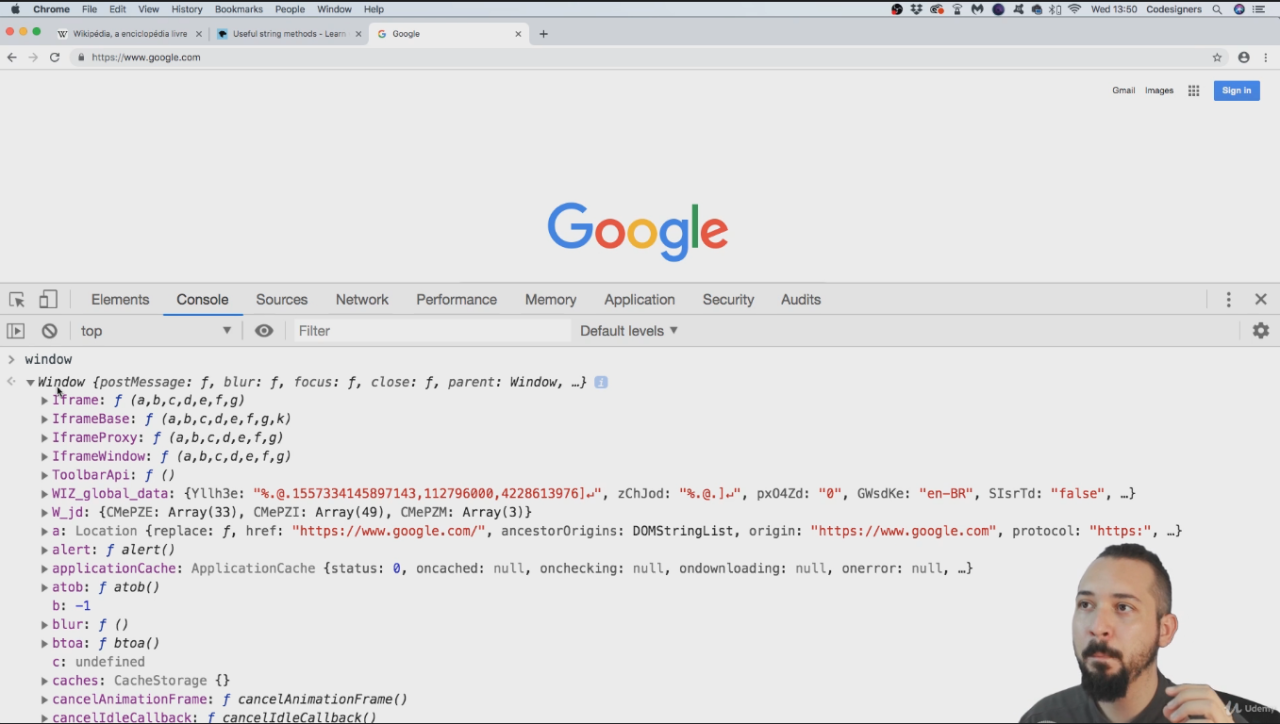 Chrome File Edit View History Bookmarks People Window Help Wed 13:50 Codesigners
Wikipédia, a enciclopédia livre Useful string methods - Learn Google
https://www.google.com
Gmail Images Sign in
Google
Elements Console Sources Network Performance Memory Application Security Audits
top Filter Default levels
window
Window {postMessage: ƒ, blur: ƒ, focus: ƒ, close: ƒ, parent: Window, …}
Iframe: ƒ (a,b,c,d,e,f,g)
IframeBase: ƒ (a,b,c,d,e,f,g,k)
IframeProxy: ƒ (a,b,c,d,e,f,g)
IframeWindow: ƒ (a,b,c,d,e,f,g)
ToolbarApi: ƒ ()
WIZ_global_data: {Yllh3e: "%.@.1557334145897143,112796000,4228613976]↵", zChJod: "%.@.]↵", pxO4Zd: "0", GWsdKe: "en-BR", SIsrTd: "false", …}
W_jd: {CMePZE: Array(33), CMePZI: Array(49), CMePZM: Array(3)}
a: Location {replace: ƒ, href: "https://www.google.com/", ancestorOrigins: DOMStringList, origin: "https://www.google.com", protocol: "https:", …}
alert: ƒ alert()
applicationCache: ApplicationCache {status: 0, oncached: null, onchecking: null, ondownloading: null, onerror: null, …}
atob: ƒ atob()
b: -1
blur: ƒ ()
btoa: ƒ btoa()
c: undefined
caches: CacheStorage {}
cancelAnimationFrame: ƒ cancelAnimationFrame()
cancelIdleCallback: ƒ cancelIdleCallback()
Udemy